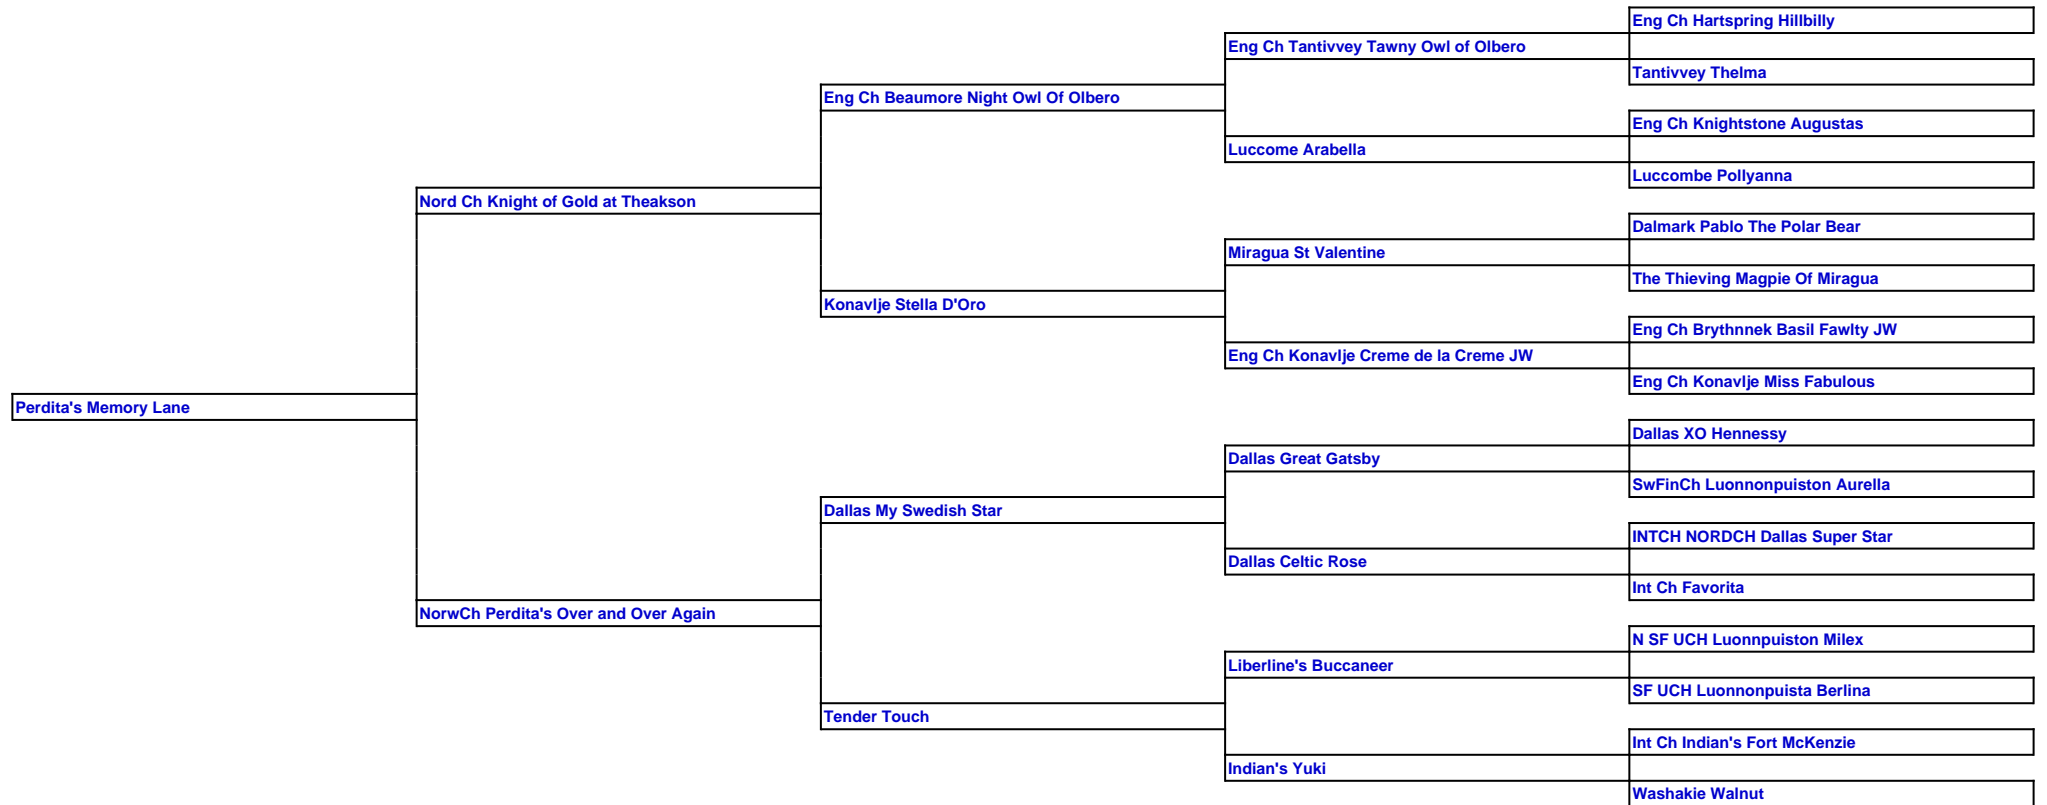 Eng Ch Hartspring Hillbilly
Eng Ch Tantivvey Tawny Owl of Olbero
Tantivvey Thelma
Eng Ch Beaumore Night Owl Of Olbero
Eng Ch Knightstone Augustas
Luccome Arabella
Luccombe Pollyanna
Nord Ch Knight of Gold at Theakson
Dalmark Pablo The Polar Bear
Miragua St Valentine
The Thieving Magpie Of Miragua
Konavlje Stella D'Oro
Eng Ch Brythnnek Basil Fawlty JW
Eng Ch Konavlje Creme de la Creme JW
Eng Ch Konavlje Miss Fabulous
Perdita's Memory Lane
Dallas XO Hennessy
Dallas Great Gatsby
SwFinCh Luonnonpuiston Aurella
Dallas My Swedish Star
INTCH NORDCH Dallas Super Star
Dallas Celtic Rose
Int Ch Favorita
NorwCh Perdita's Over and Over Again
N SF UCH Luonnpuiston Milex
Liberline's Buccaneer
SF UCH Luonnonpuista Berlina
Tender Touch
Int Ch Indian's Fort McKenzie
Indian's Yuki
Washakie Walnut